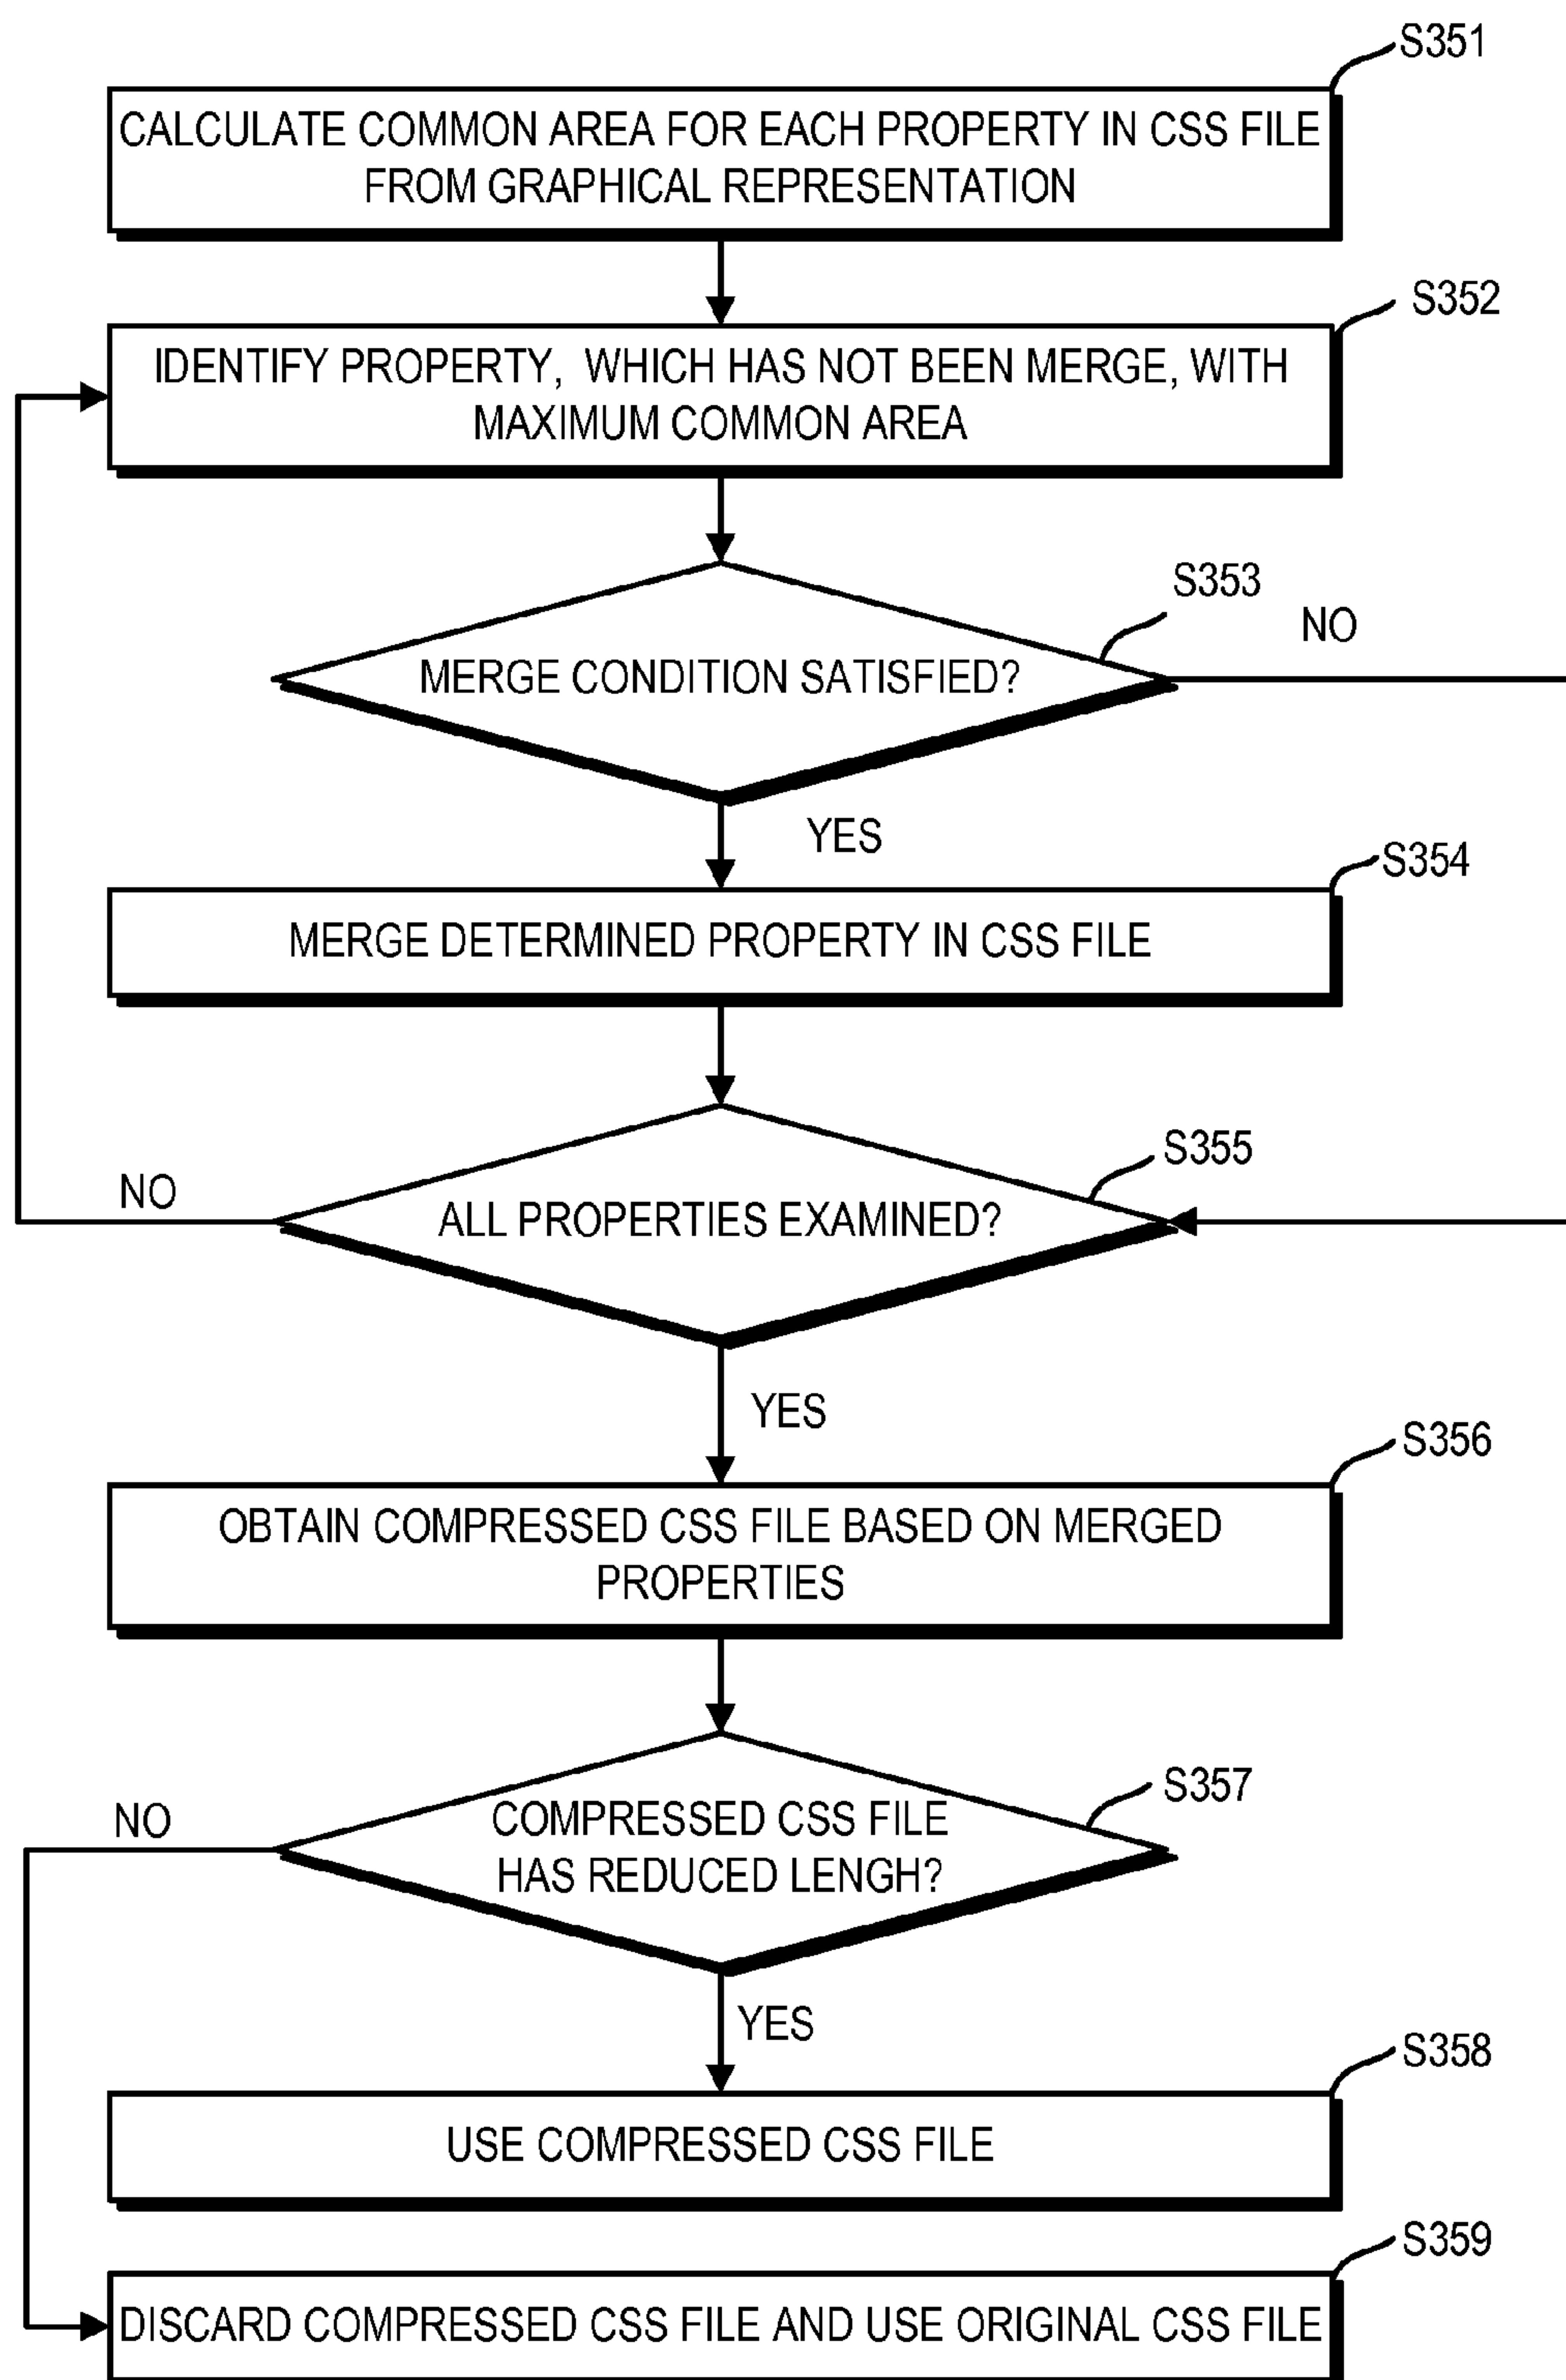 S351
CALCULATE COMMON AREA FOR EACH PROPERTY IN CSS FILE
FROM GRAPHICAL REPRESENTATION
S352
IDENTIFY PROPERTY, WHICH HAS NOT BEEN MERGE, WITH
MAXIMUM COMMON AREA
S353
NO
MERGE CONDITION SATISFIED?
YES
S354
MERGE DETERMINED PROPERTY IN CSS FILE
S355
NO
ALL PROPERTIES EXAMINED?
YES
S356
OBTAIN COMPRESSED CSS FILE BASED ON MERGED
PROPERTIES
S357
NO
COMPRESSED CSS FILE
HAS REDUCED LENGH?
YES
S358
USE COMPRESSED CSS FILE
S359
DISCARD COMPRESSED CSS FILE AND USE ORIGINAL CSS FILE